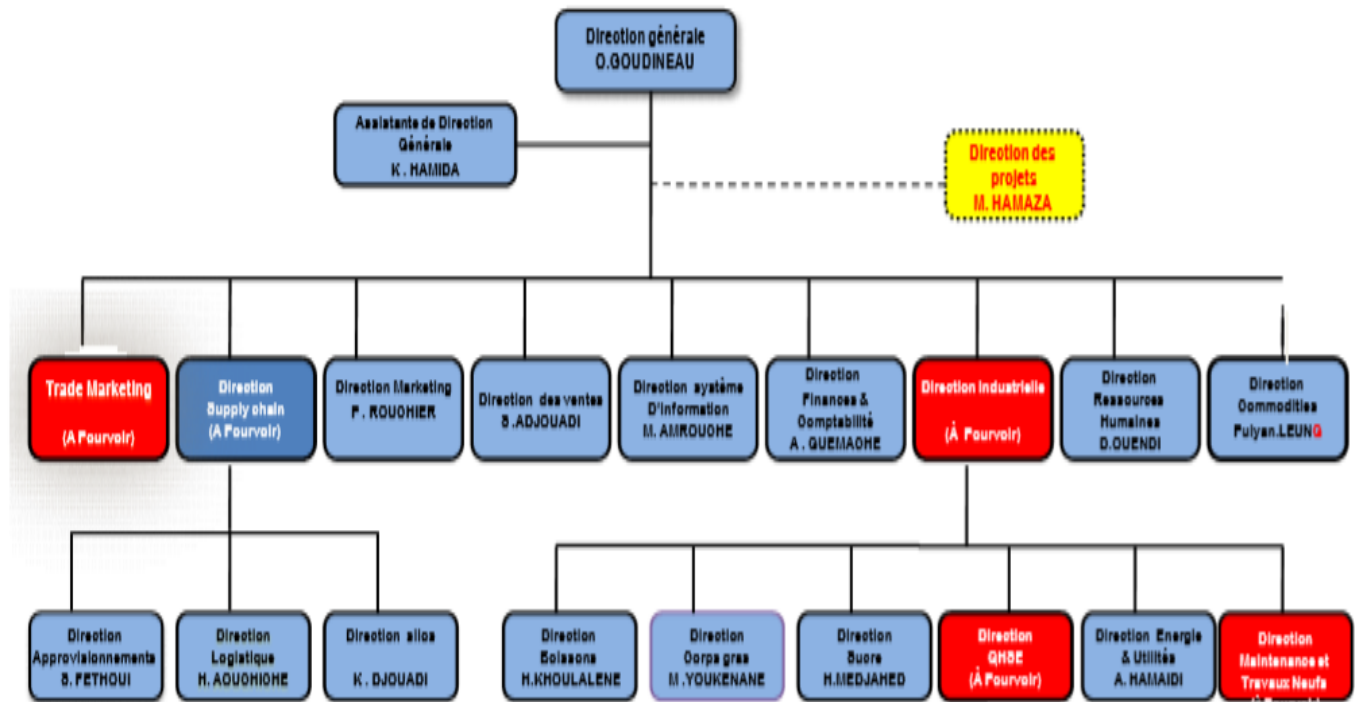 Direction générale
O.GOUDINEAU
Assistante de Direction
Générale
K . HAMIDA
Direction des
projets
M. HAMAZA
Trade Marketing
(A Pourvoir)
Direction
Supply chain
(A Pourvoir)
Direction Marketing
F . ROUCHIER
Direction des ventes
S .ADJOUADI
Direction système
D'Information
M. AMROUCHE
Direction
Finances &
Comptabilité
A . GUEMACHE
Direction Industrielle
(À Pourvoir)
Direction
Ressources
Humaines
D.OUENDI
Direction
Commodities
Fulyan.LEUNG
Direction
Approvisionnements
S. FETHOUI
Direction
Logistique
H. AOUCHICHE
Direction silos
K . DJOUADI
Direction
Boissons
H.KHOULALENE
Direction
Corps gras
M .YOUKENANE
Direction
Sucre
H.MEDJAHED
Direction
QHSE
(À Pourvoir)
Direction Energie
& Utilités
A. HAMAIDI
Direction
Maintenance et
Travaux Neufs
(À Pourvoir)